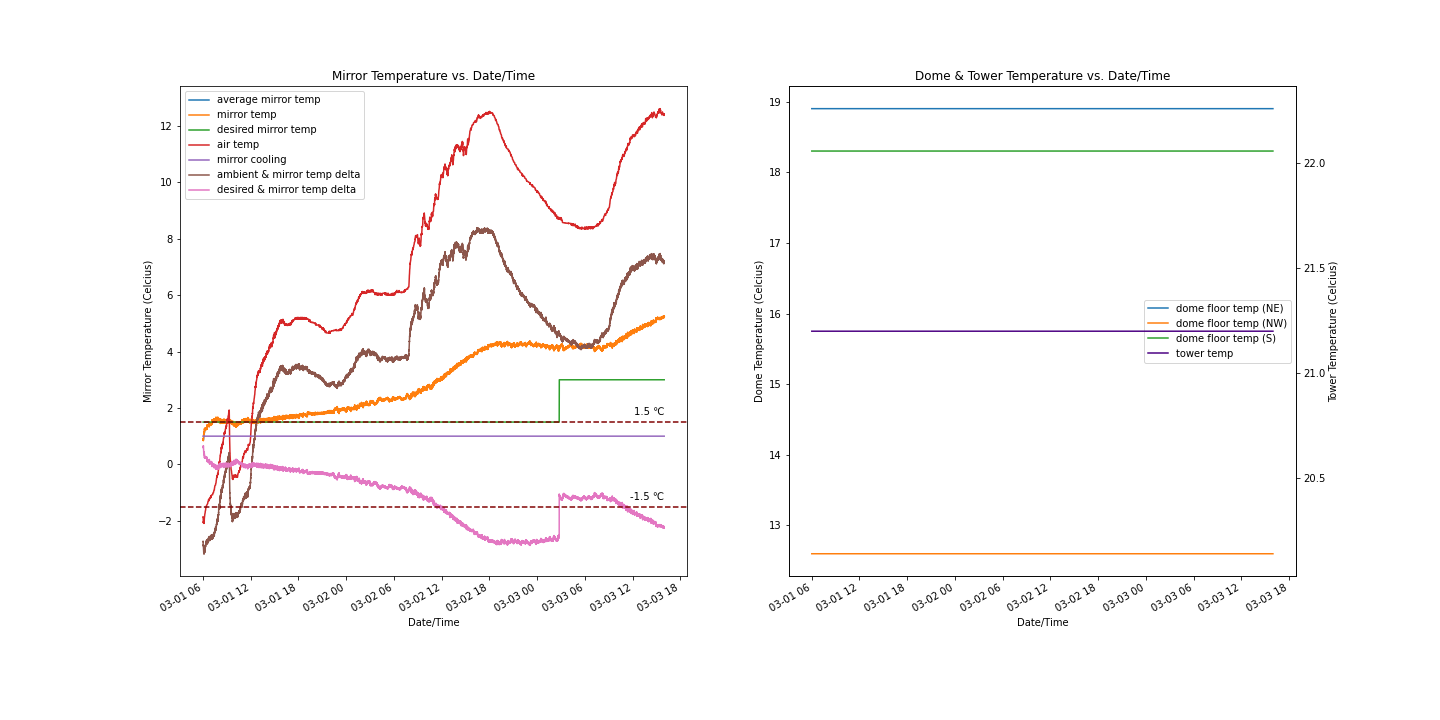 Mirror Temperature vs. Date/Time
average mirror temp
mirror temp
desired mirror temp
air temp
mirror cooling
ambient & mirror temp delta
desired & mirror temp delta
1.5 °C
-1.5 °C
12
10
8
6
4
2
0
−2
Mirror Temperature (Celcius)
03-01 06
03-01 12
03-01 18
03-02 00
03-02 06
03-02 12
03-02 18
03-03 00
03-03 06
03-03 12
03-03 18
Date/Time
Dome & Tower Temperature vs. Date/Time
19
18
17
16
15
14
13
Dome Temperature (Celcius)
dome floor temp (NE)
dome floor temp (NW)
dome floor temp (S)
tower temp
22.0
21.5
21.0
20.5
Tower Temperature (Celcius)
03-01 06
03-01 12
03-01 18
03-02 00
03-02 06
03-02 12
03-02 18
03-03 00
03-03 06
03-03 12
03-03 18
Date/Time